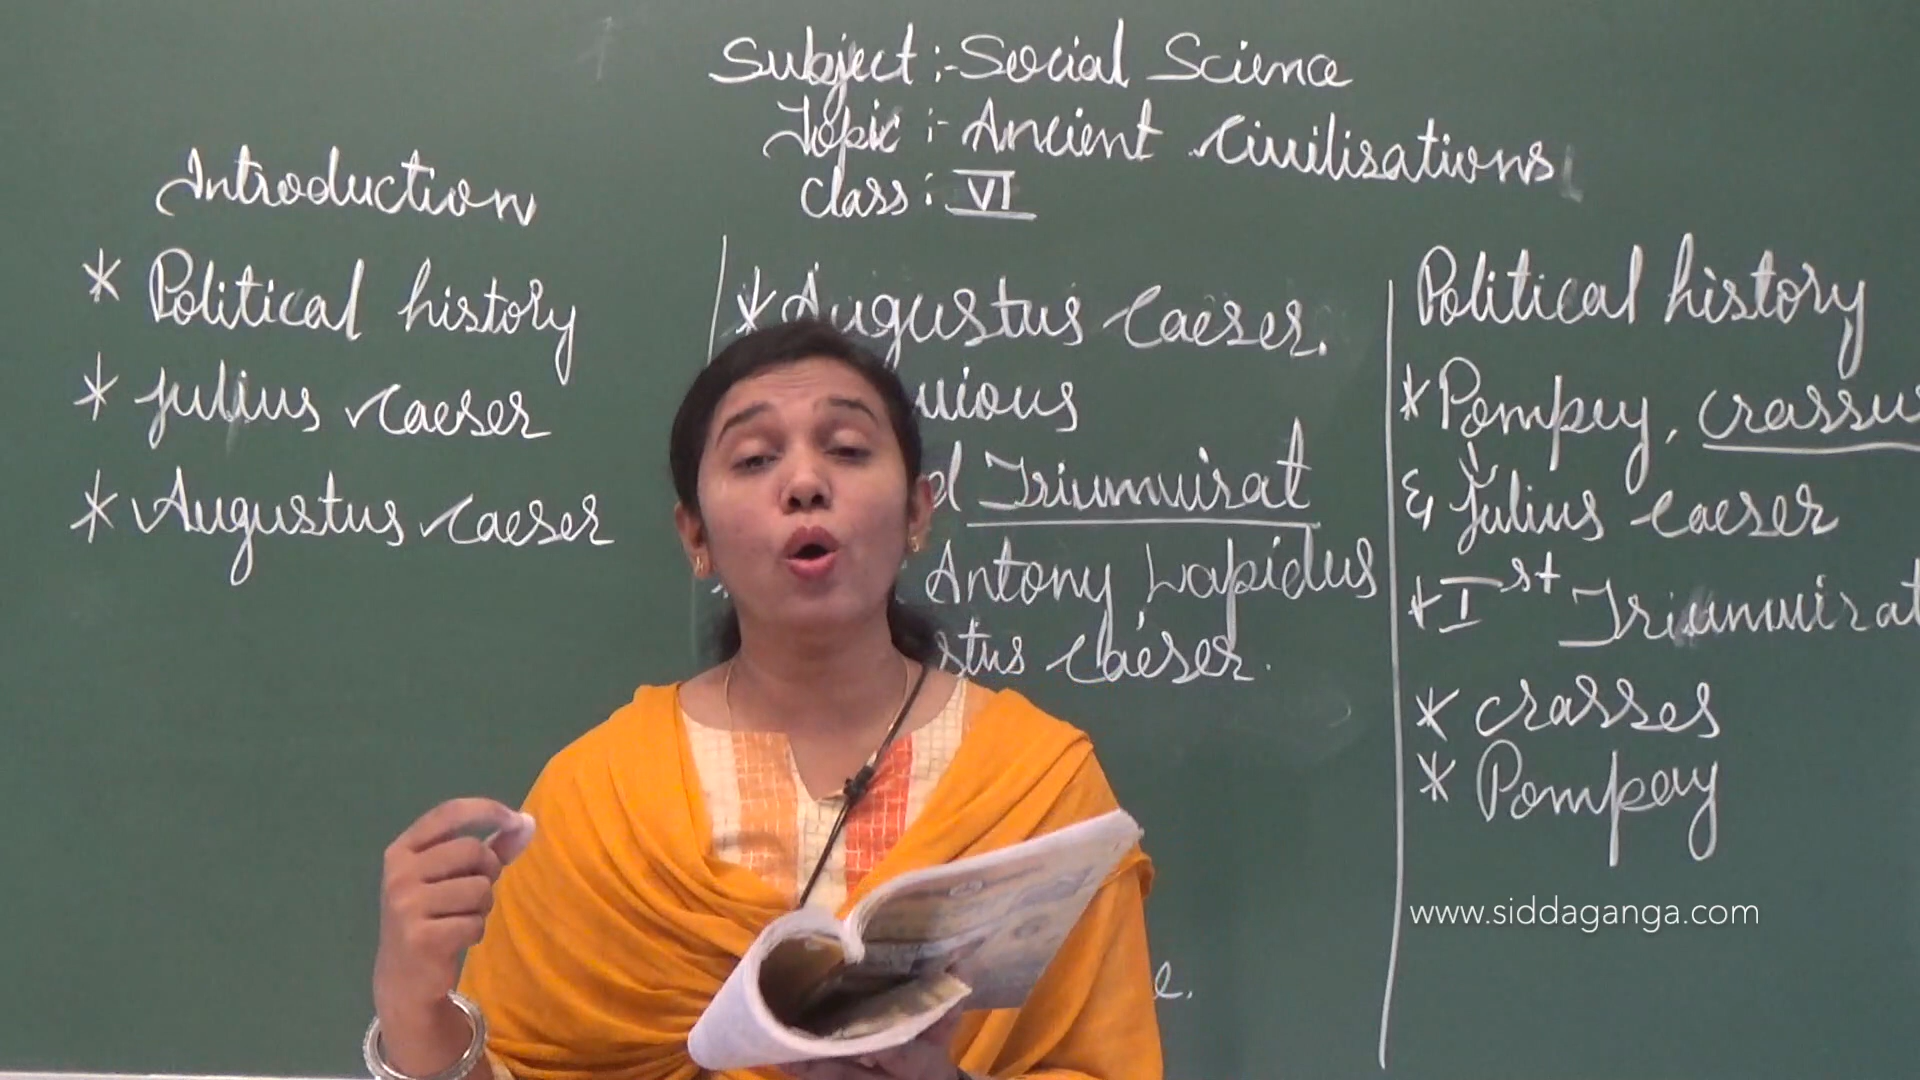 Subject :- Social Science
Topic :- Ancient Civilisations
Class : VI
Introduction
* Political history
* Julius Caeser
* Augustus Caeser
* Augustus Caeser.
Triumvirat
Antony, Lapidus
Caeser.
Political history
* Pompey, Crassus
& Julius Caeser
* Ist Triumvirat
* Crasses
* Pompay
www.siddaganga.com